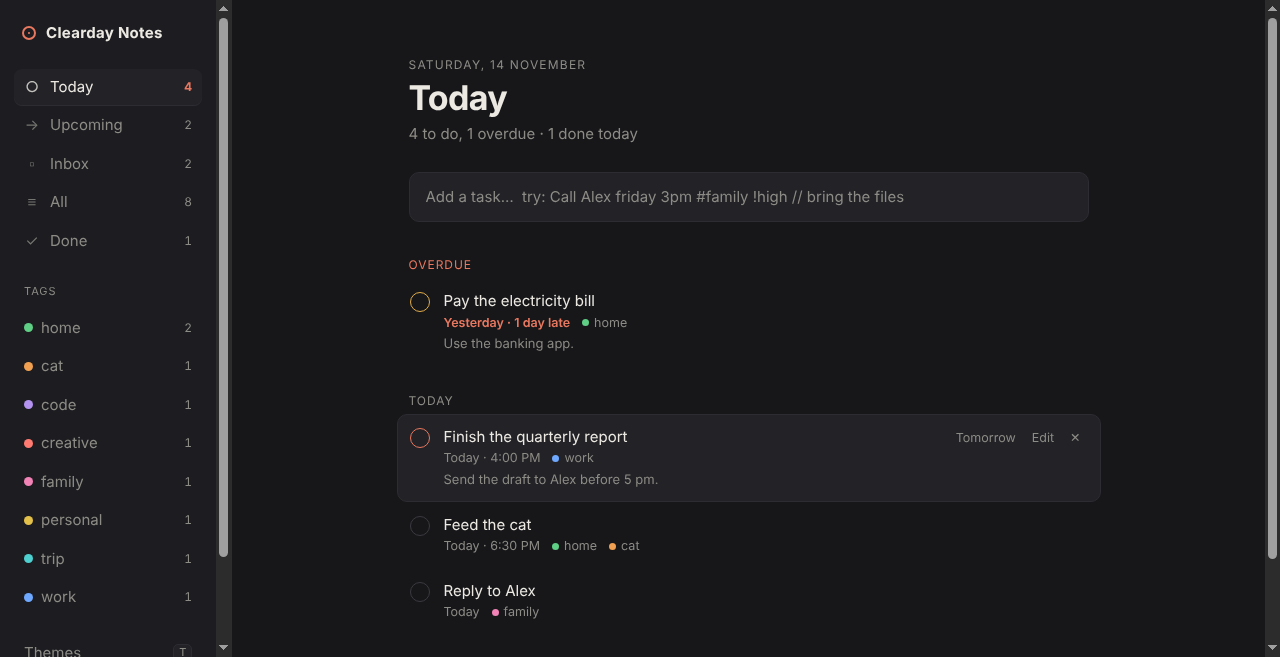 Clearday Notes
Today 4
Upcoming 2
Inbox 2
All 8
Done 1
TAGS
home 2
cat 1
code 1
creative 1
family 1
personal 1
trip 1
work 1
Themes T
SATURDAY, 14 NOVEMBER
Today
4 to do, 1 overdue · 1 done today
Add a task... try: Call Alex friday 3pm #family !high // bring the files
OVERDUE
Pay the electricity bill
Yesterday · 1 day late home
Use the banking app.
TODAY
Finish the quarterly report Tomorrow Edit ×
Today · 4:00 PM work
Send the draft to Alex before 5 pm.
Feed the cat
Today · 6:30 PM home cat
Reply to Alex
Today family